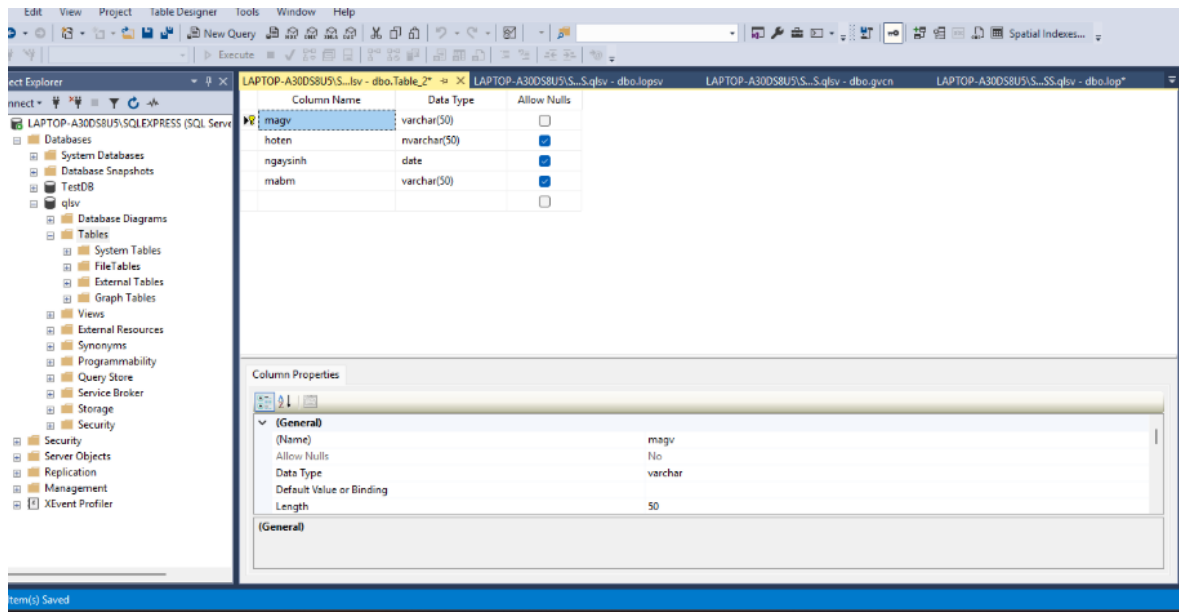 Edit View Project Table Designer Tools Window Help
New Query Spatial Indexes...
Execute
ect Explorer
nnect
LAPTOP-A30DS8U5\SQLEXPRESS (SQL Serve
Databases
System Databases
Database Snapshots
TestDB
qlsv
Database Diagrams
Tables
System Tables
FileTables
External Tables
Graph Tables
Views
External Resources
Synonyms
Programmability
Query Store
Service Broker
Storage
Security
Security
Server Objects
Replication
Management
XEvent Profiler
LAPTOP-A30DS8U5\S...lsv - dbo.Table_2* LAPTOP-A30DS8U5\S...S.qlsv - dbo.lopsv LAPTOP-A30DS8U5\S...S.qlsv - dbo.gvcn LAPTOP-A30DS8U5\S...SS.qlsv - dbo.lop*
Column Name Data Type Allow Nulls
magv varchar(50)
hoten nvarchar(50)
ngaysinh date
mabm varchar(50)
Column Properties
(General)
(Name) magv
Allow Nulls No
Data Type varchar
Default Value or Binding
Length 50
(General)
Item(s) Saved